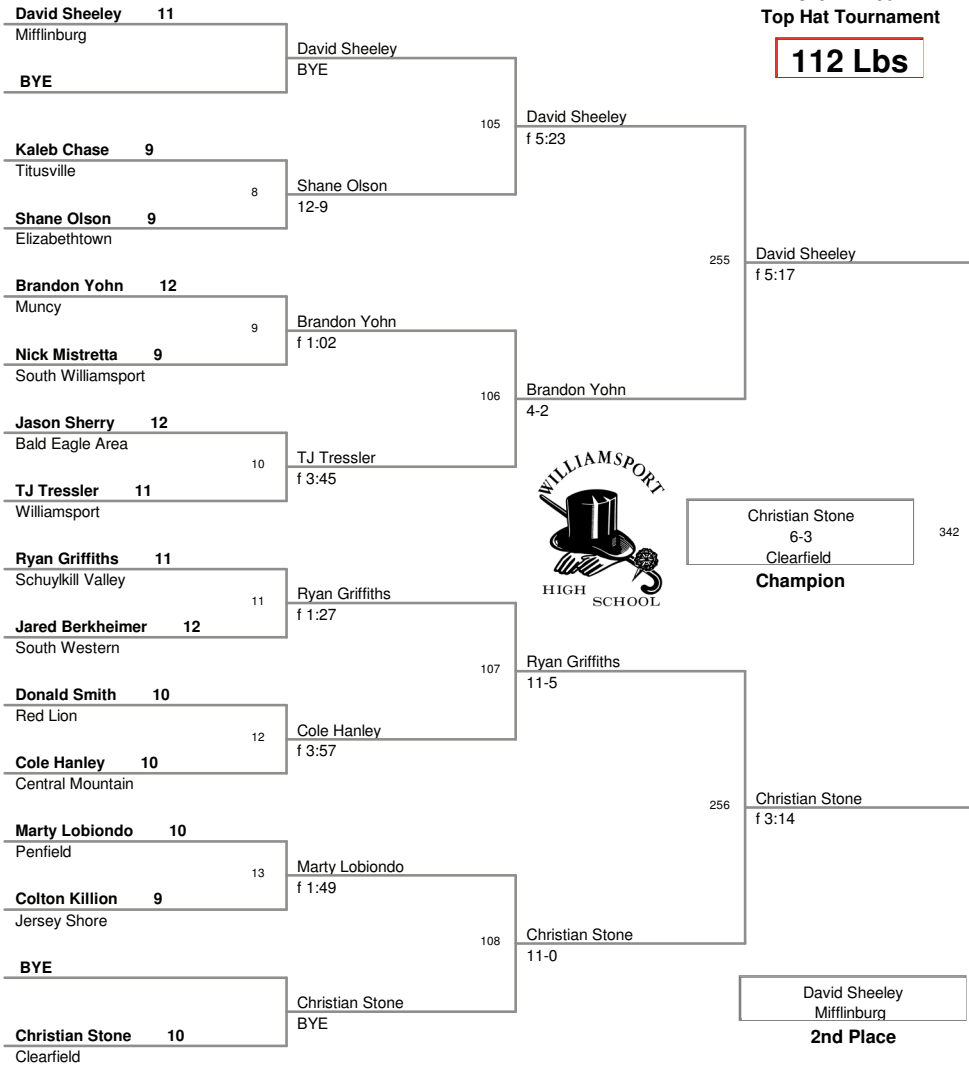 Top Hat Tournament
112 Lbs
David Sheeley 11
Mifflinburg
BYE
Kaleb Chase 9
Titusville
8
Shane Olson 9
Elizabethtown
Brandon Yohn 12
Muncy
9
Nick Mistretta 9
South Williamsport
Jason Sherry 12
Bald Eagle Area
10
TJ Tressler 11
Williamsport
Ryan Griffiths 11
Schuylkill Valley
11
Jared Berkheimer 12
South Western
Donald Smith 10
Red Lion
12
Cole Hanley 10
Central Mountain
Marty Lobiondo 10
Penfield
13
Colton Killion 9
Jersey Shore
BYE
Christian Stone 10
Clearfield
David Sheeley
BYE
105
Shane Olson
12-9
Brandon Yohn
f 1:02
106
TJ Tressler
f 3:45
Ryan Griffiths
f 1:27
107
Cole Hanley
f 3:57
Marty Lobiondo
f 1:49
108
Christian Stone
BYE
David Sheeley
f 5:23
255
Brandon Yohn
4-2
Ryan Griffiths
11-5
256
Christian Stone
11-0
David Sheeley
f 5:17
Christian Stone
f 3:14
WILLIAMSPORT
HIGH
SCHOOL
Christian Stone
6-3
Clearfield
342
Champion
David Sheeley
Mifflinburg
2nd Place